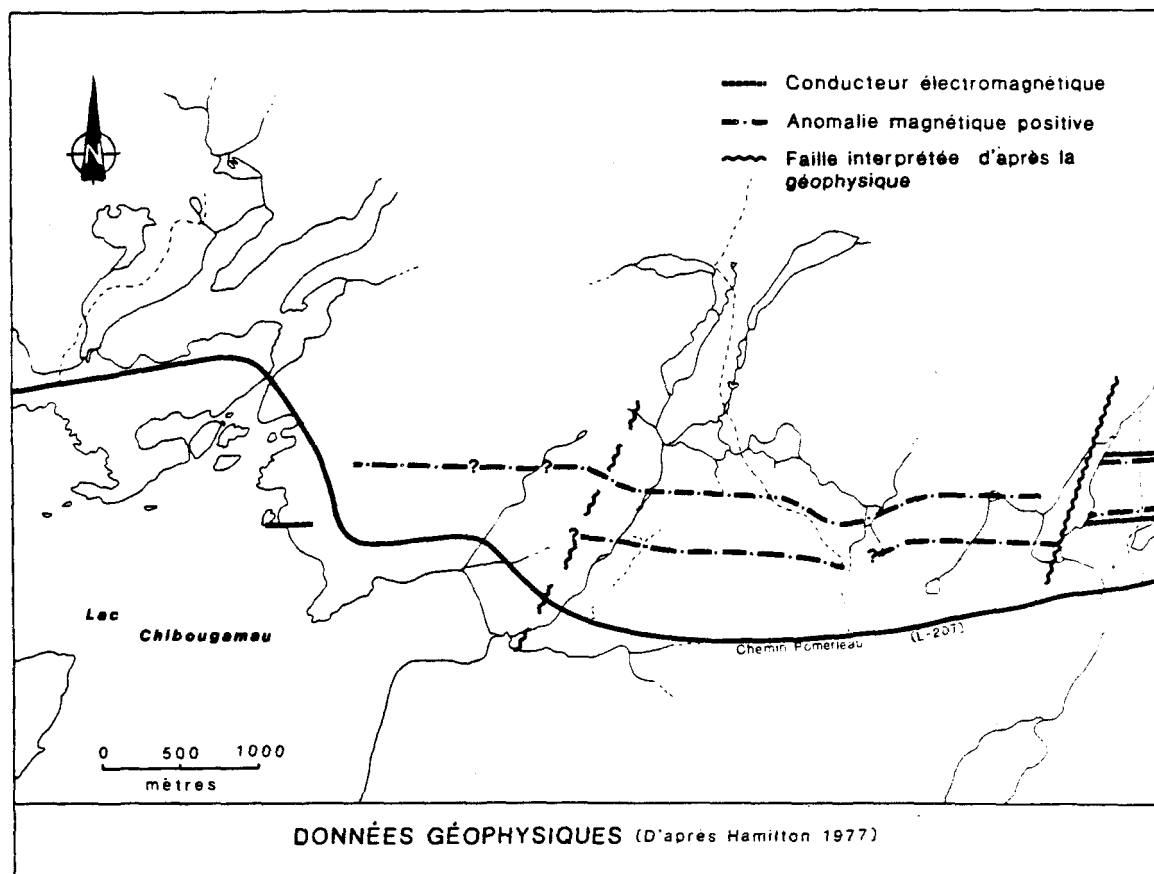 N
Conducteur électromagnétique
Anomalie magnétique positive
Faille interprétée d'après la
géophysique
?
?
?
?
Lac
Chibougamau
Chemin Pomerleau
(L-207)
0 500 1000
mètres
DONNÉES GÉOPHYSIQUES (D'après Hamilton 1977)